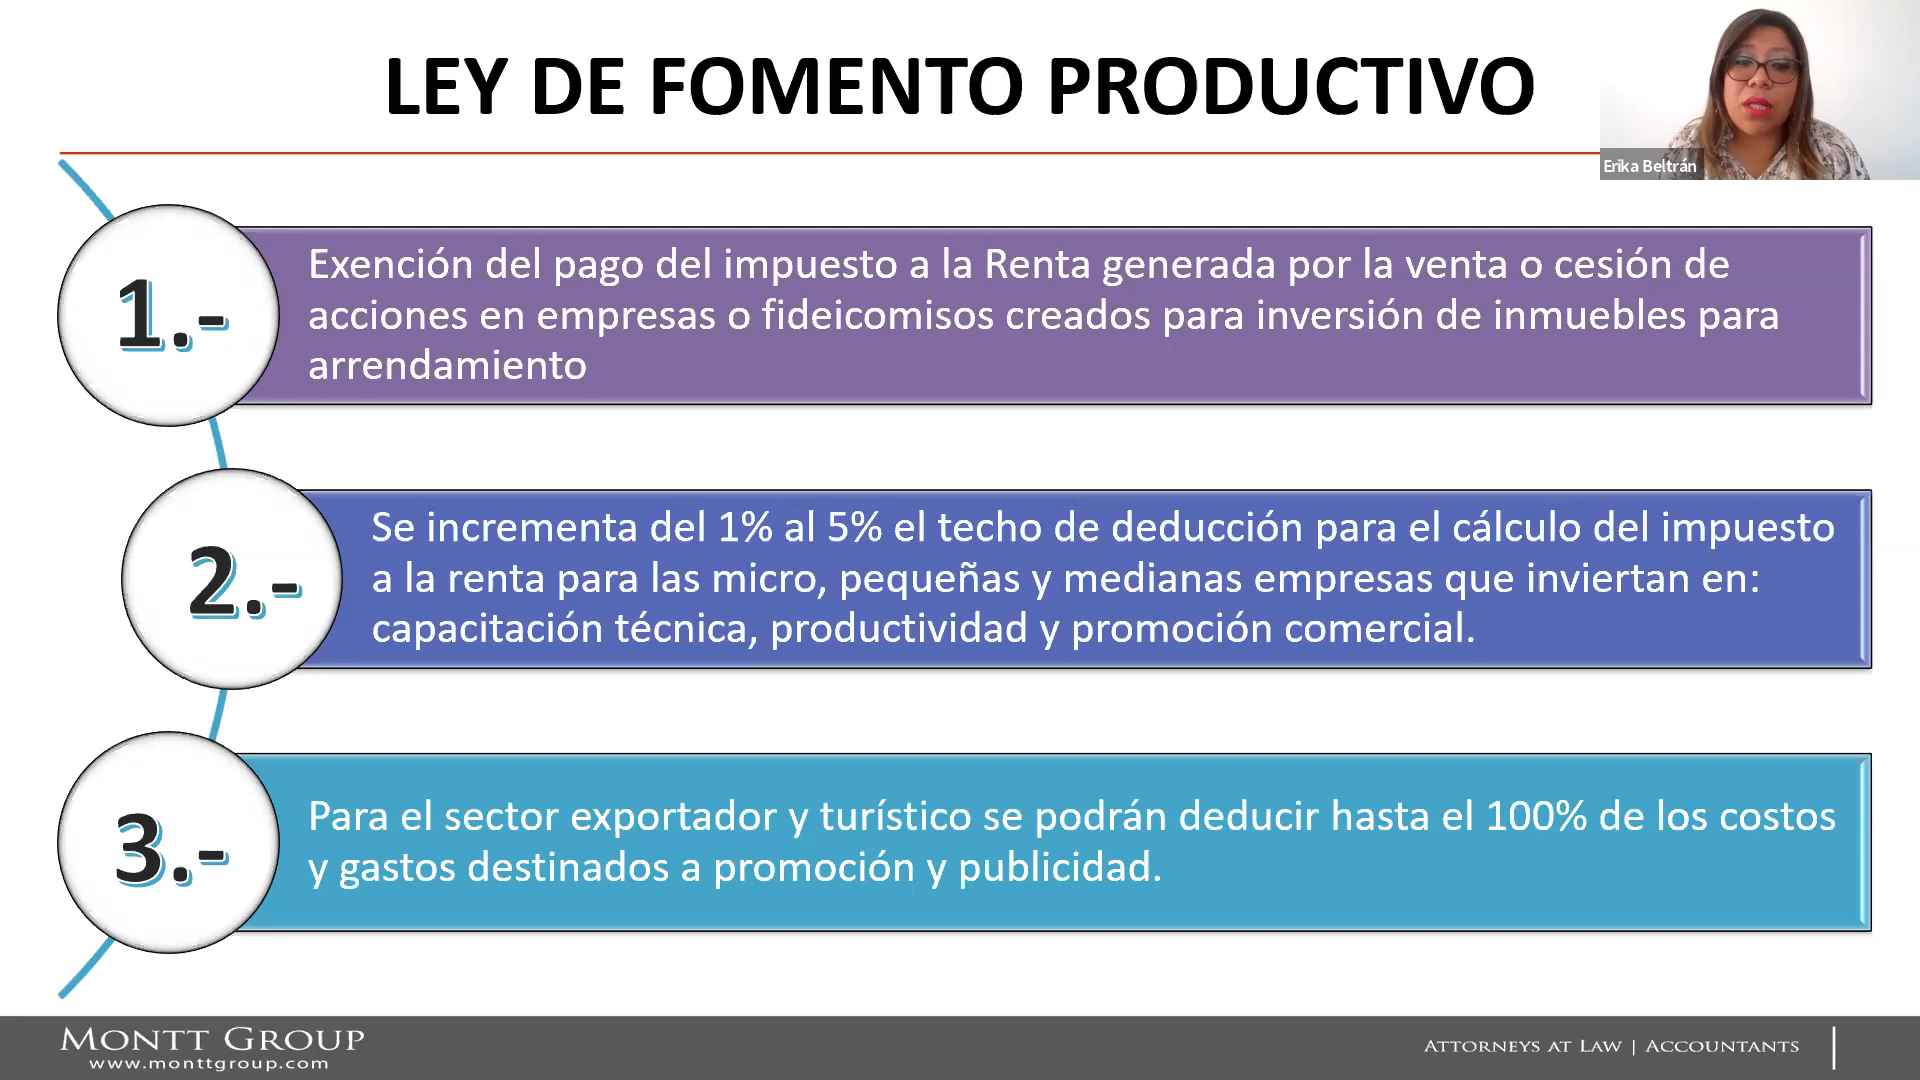 LEY DE FOMENTO PRODUCTIVO
Erika Beltrán
1.-
Exención del pago del impuesto a la Renta generada por la venta o cesión de
acciones en empresas o fideicomisos creados para inversión de inmuebles para
arrendamiento
2.-
Se incrementa del 1% al 5% el techo de deducción para el cálculo del impuesto
a la renta para las micro, pequeñas y medianas empresas que inviertan en:
capacitación técnica, productividad y promoción comercial.
3.-
Para el sector exportador y turístico se podrán deducir hasta el 100% de los costos
y gastos destinados a promoción y publicidad.
MONTT GROUP
www.monttgroup.com
ATTORNEYS AT LAW | ACCOUNTANTS